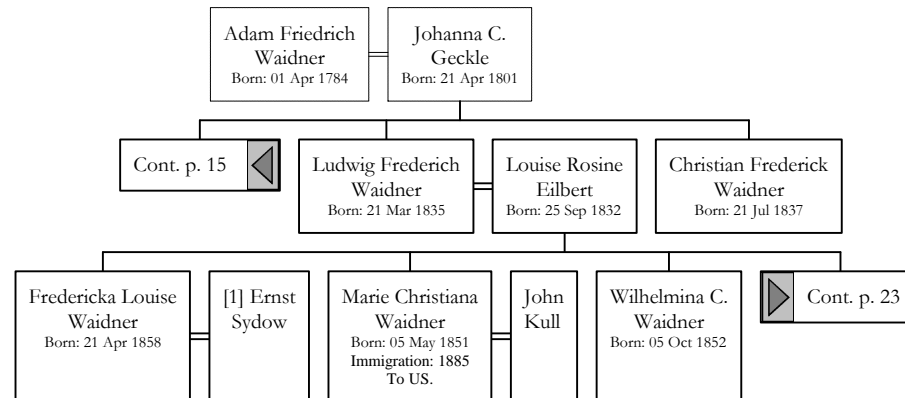 Adam Friedrich
Waidner
Born: 01 Apr 1784
Johanna C.
Geckle
Born: 21 Apr 1801
Cont. p. 15
Ludwig Frederich
Waidner
Born: 21 Mar 1835
Louise Rosine
Eilbert
Born: 25 Sep 1832
Christian Frederick
Waidner
Born: 21 Jul 1837
Fredericka Louise
Waidner
Born: 21 Apr 1858
[1] Ernst
Sydow
Marie Christiana
Waidner
Born: 05 May 1851
Immigration: 1885
To US.
John
Kull
Wilhelmina C.
Waidner
Born: 05 Oct 1852
Cont. p. 23